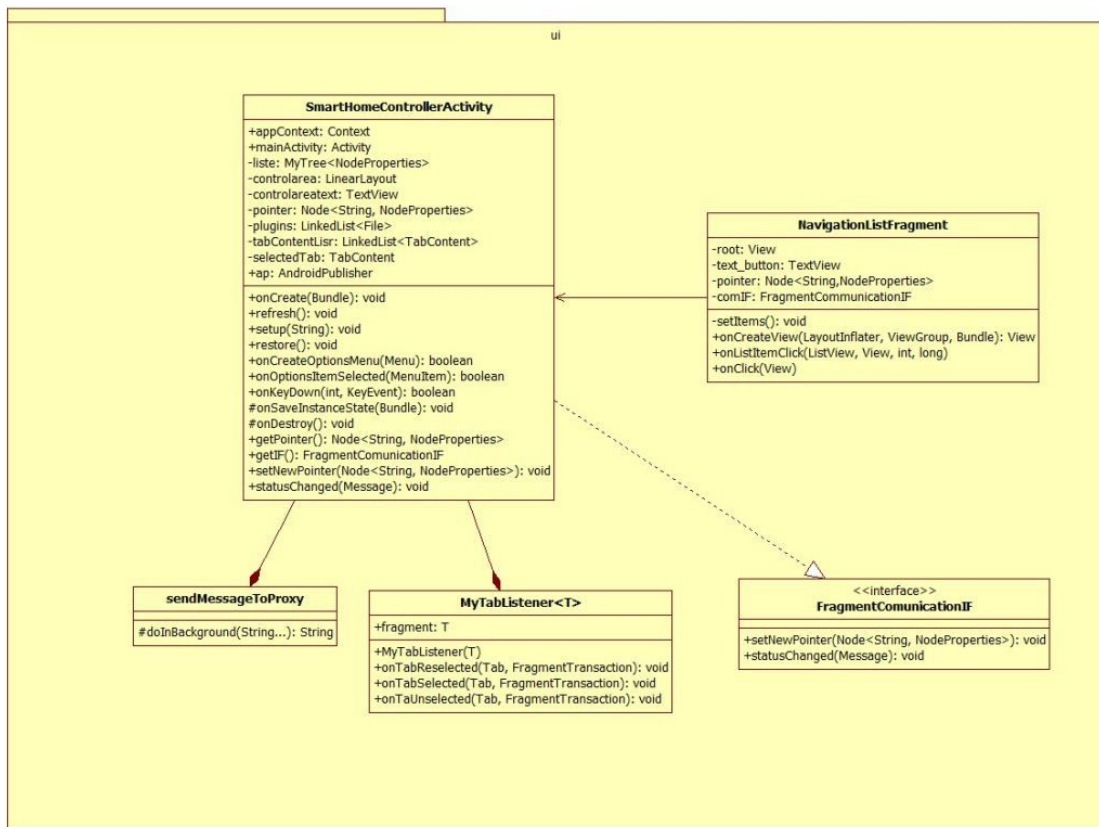 ui
SmartHomeControllerActivity
+appContext: Context
+mainActivity: Activity
-liste: MyTree<NodeProperties>
-controlarea: LinearLayout
-controlareatext: TextView
-pointer: Node<String, NodeProperties>
-plugins: LinkedList<File>
-tabContentLisr: LinkedList<TabContent>
-selectedTab: TabContent
+ap: AndroidPublisher
+onCreate(Bundle): void
+refresh(): void
+setup(String): void
+restore(): void
+onCreateOptionsMenu(Menu): boolean
+onOptionsItemSelected(MenuItem): boolean
+onKeyDown(int, KeyEvent): boolean
#onSaveInstanceState(Bundle): void
#onDestroy(): void
+getPointer(): Node<String, NodeProperties>
+getIF(): FragmentComunicationIF
+setNewPointer(Node<String, NodeProperties>): void
+statusChanged(Message): void
NavigationListFragment
-root: View
-text_button: TextView
-pointer: Node<String,NodeProperties>
-comIF: FragmentCommunicationIF
-setItems(): void
+onCreateView(LayoutInflater, ViewGroup, Bundle): View
+onListItemClick(ListView, View, int, long)
+onClick(View)
sendMessageToProxy
#doInBackground(String...): String
MyTabListener<T>
+fragment: T
+MyTabListener(T)
+onTabReselected(Tab, FragmentTransaction): void
+onTabSelected(Tab, FragmentTransaction): void
+onTaUnselected(Tab, FragmentTransaction): void
<<interface>>
FragmentComunicationIF
+setNewPointer(Node<String, NodeProperties>): void
+statusChanged(Message): void